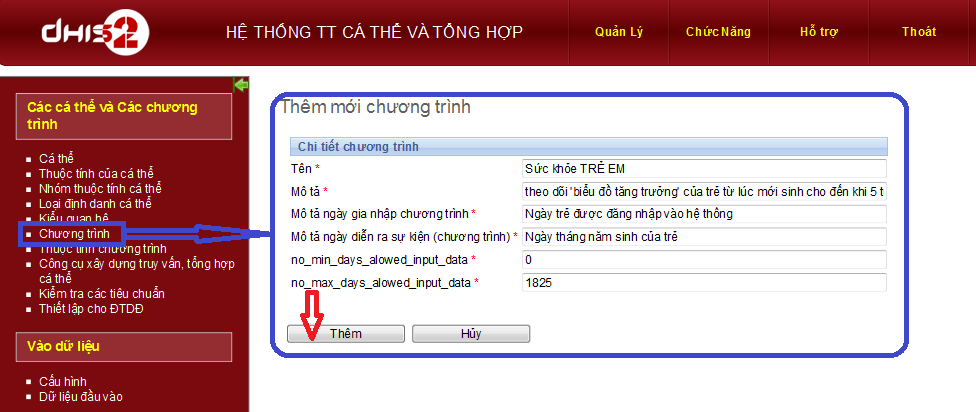 dhis2
HỆ THỐNG TT CÁ THỂ VÀ TỔNG HỢP
Quản Lý
Chức Năng
Hỗ trợ
Thoát
Các cá thể và Các chương
trình
Cá thể
Thuộc tính của cá thể
Nhóm thuộc tính cá thể
Loại định danh cá thể
Kiểu quan hệ
Chương trình
Thuộc tính chương trình
Công cụ xây dựng truy vấn, tổng hợp
cá thể
Kiểm tra các tiêu chuẩn
Thiết lập cho ĐTDĐ
Vào dữ liệu
Cấu hình
Dữ liệu đầu vào
Thêm mới chương trình
Chi tiết chương trình
Tên * Sức khỏe TRẺ EM
Mô tả * theo dõi 'biểu đồ tăng trưởng' của trẻ từ lúc mới sinh cho đến khi 5 t
Mô tả ngày gia nhập chương trình * Ngày trẻ được đăng nhập vào hệ thống
Mô tả ngày diễn ra sự kiện (chương trình) * Ngày tháng năm sinh của trẻ
no_min_days_alowed_input_data * 0
no_max_days_alowed_input_data * 1825
Thêm
Hủy